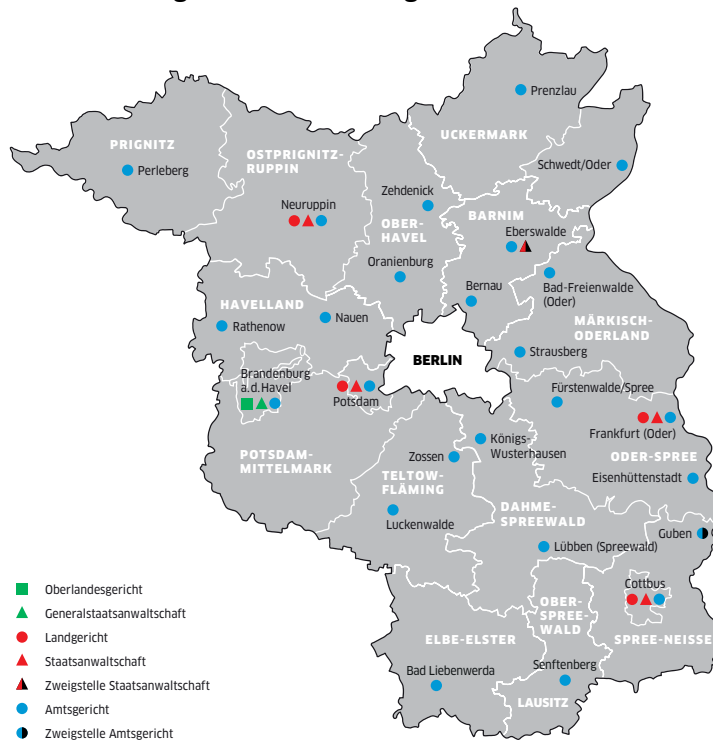 Prenzlau
UCKERMARK
PRIGNITZ
Perleberg
OSTPRIGNITZ-
RUPPIN
Schwedt/Oder
Zehdenick
Neuruppin
BARNIM
Eberswalde
OBER-
HAVEL
Oranienburg
Bernau
Bad-Freienwalde
(Oder)
HAVELLAND
Nauen
Rathenow
MÄRKISCH-
ODERLAND
BERLIN
Strausberg
Brandenburg
a.d.Havel
Potsdam
Fürstenwalde/Spree
Frankfurt (Oder)
Königs-
Wusterhausen
Zossen
ODER-SPREE
POTSDAM-
MITTELMARK
TELTOW-
FLÄMING
Eisenhüttenstadt
Luckenwalde
DAHME-
SPREEWALD
Guben
Lübben (Spreewald)
Cottbus
OBER-
SPREE-
WALD
ELBE-ELSTER
SPREE-NEISSE
Bad Liebenwerda
Senftenberg
LAUSITZ
Oberlandesgericht
Generalstaatsanwaltschaft
Landgericht
Staatsanwaltschaft
Zweigstelle Staatsanwaltschaft
Amtsgericht
Zweigstelle Amtsgericht